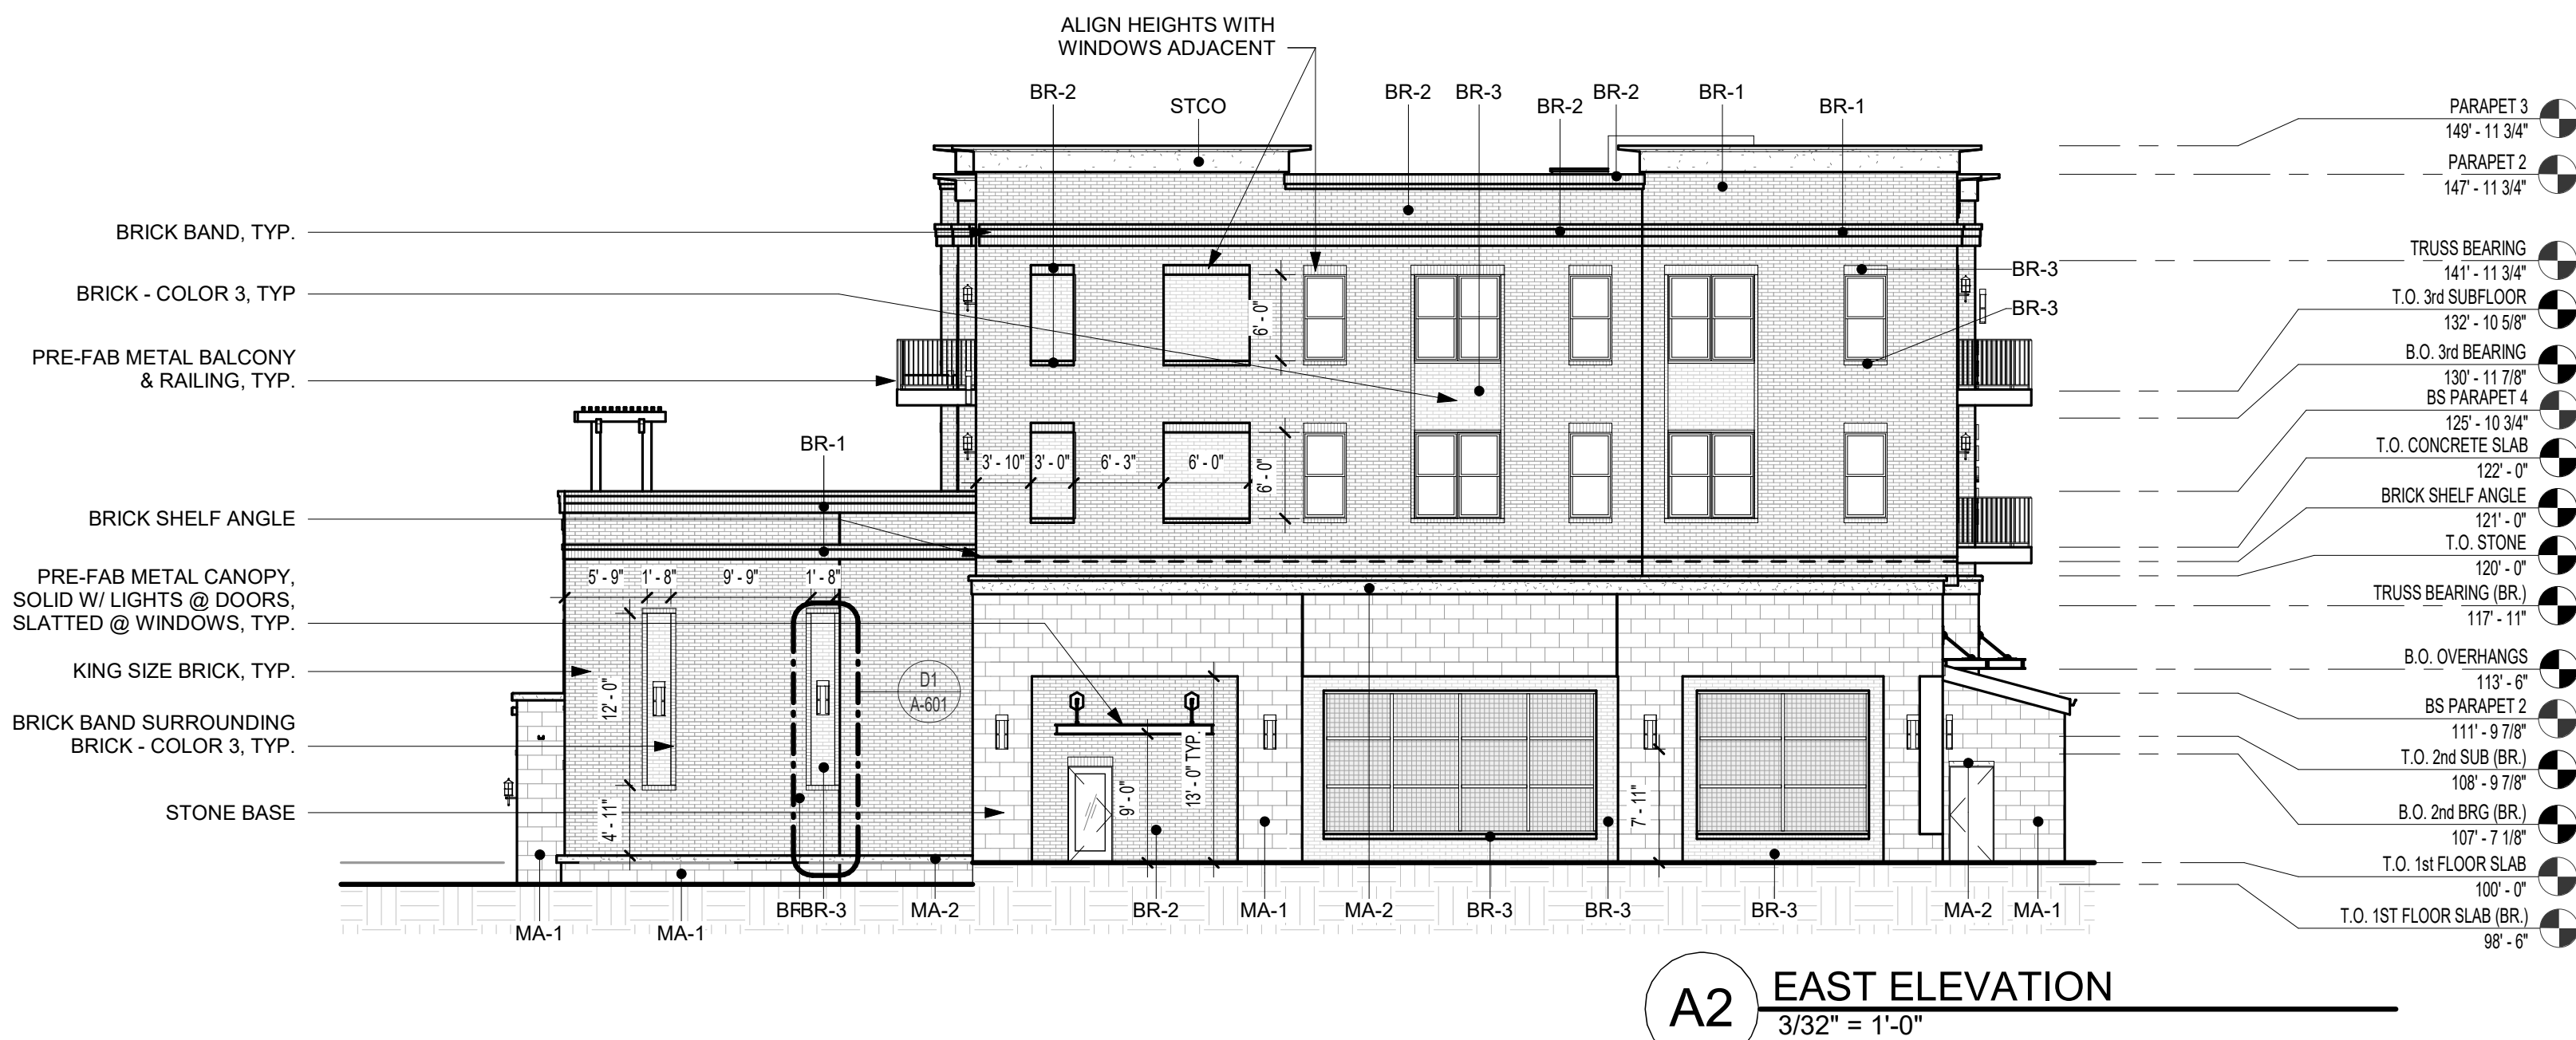 ALIGN HEIGHTS WITH
WINDOWS ADJACENT
BR-2
STCO
BR-2
BR-3
BR-2
BR-2
BR-1
BR-1
PARAPET 3
149' - 11 3/4"
PARAPET 2
147' - 11 3/4"
BRICK BAND, TYP.
TRUSS BEARING
141' - 11 3/4"
BR-3
BRICK - COLOR 3, TYP
BR-3
T.O. 3rd SUBFLOOR
132' - 10 5/8"
6' - 0"
PRE-FAB METAL BALCONY
& RAILING, TYP.
B.O. 3rd BEARING
130' - 11 7/8"
BS PARAPET 4
125' - 10 3/4"
BR-1
T.O. CONCRETE SLAB
122' - 0"
3' - 10"
3' - 0"
6' - 3"
6' - 0"
6' - 0"
BRICK SHELF ANGLE
BRICK SHELF ANGLE
121' - 0"
T.O. STONE
120' - 0"
PRE-FAB METAL CANOPY,
SOLID W/ LIGHTS @ DOORS,
SLATTED @ WINDOWS, TYP.
5' - 9"
1' - 8"
9' - 9"
1' - 8"
TRUSS BEARING (BR.)
117' - 11"
KING SIZE BRICK, TYP.
B.O. OVERHANGS
113' - 6"
D1
A-601
12' - 0"
BRICK BAND SURROUNDING
BRICK - COLOR 3, TYP.
BS PARAPET 2
111' - 9 7/8"
T.O. 2nd SUB (BR.)
108' - 9 7/8"
STONE BASE
4' - 11"
9' - 0"
13' - 0" TYP.
7' - 11"
B.O. 2nd BRG (BR.)
107' - 7 1/8"
T.O. 1st FLOOR SLAB
100' - 0"
T.O. 1ST FLOOR SLAB (BR.)
98' - 6"
MA-1
MA-1
BR-3
MA-2
BR-2
MA-1
MA-2
BR-3
BR-3
BR-3
MA-2
MA-1
A2
EAST ELEVATION
3/32" = 1'-0"